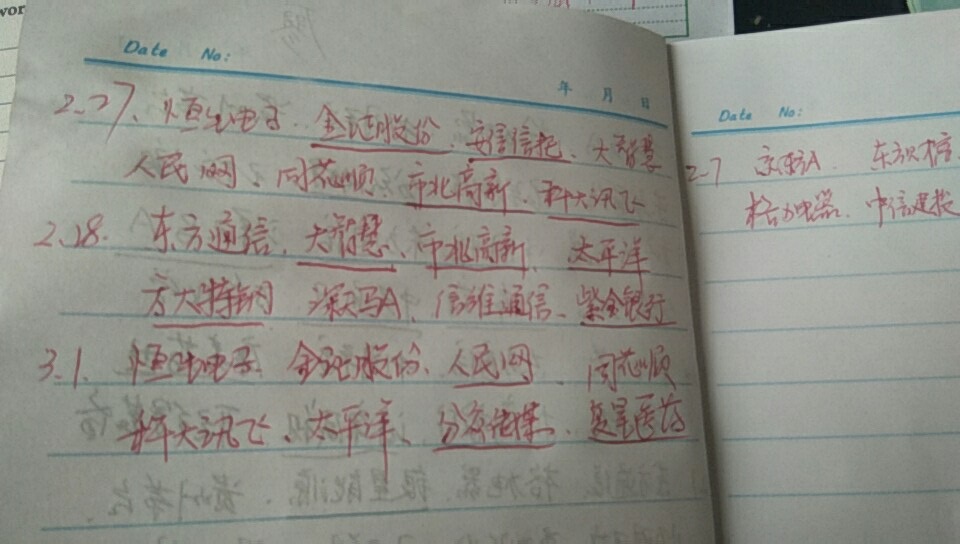 wor
Date No:
年 月 日
2.27. 恒生电子. 金证股份. 安信信托. 大智慧
人民网. 同花顺. 市北高新. 科大讯飞
2.28. 东方通信. 大智慧. 市北高新. 太平洋
方大特钢 深天马A. 信维通信. 紫金银行
3.1. 恒生电子. 金证股份. 人民网. 同花顺
科大讯飞. 太平洋. 分众传媒. 复星医药
Date No:
2.7 京东方A.
格力电器. 中信建投